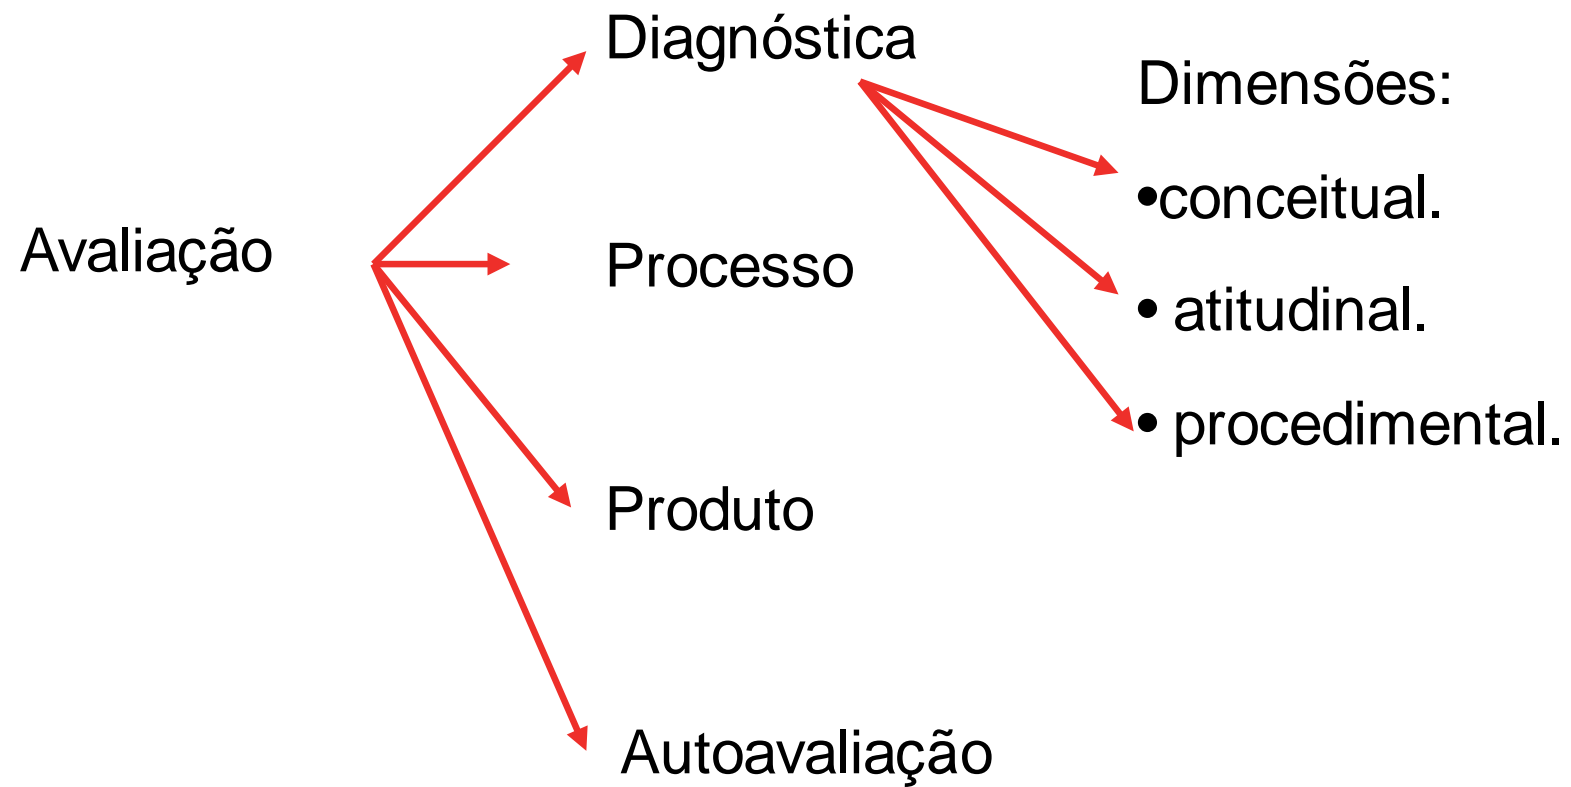 Avaliação
Diagnóstica
Processo
Produto
Autoavaliação
Dimensões:
•conceitual.
• atitudinal.
• procedimental.